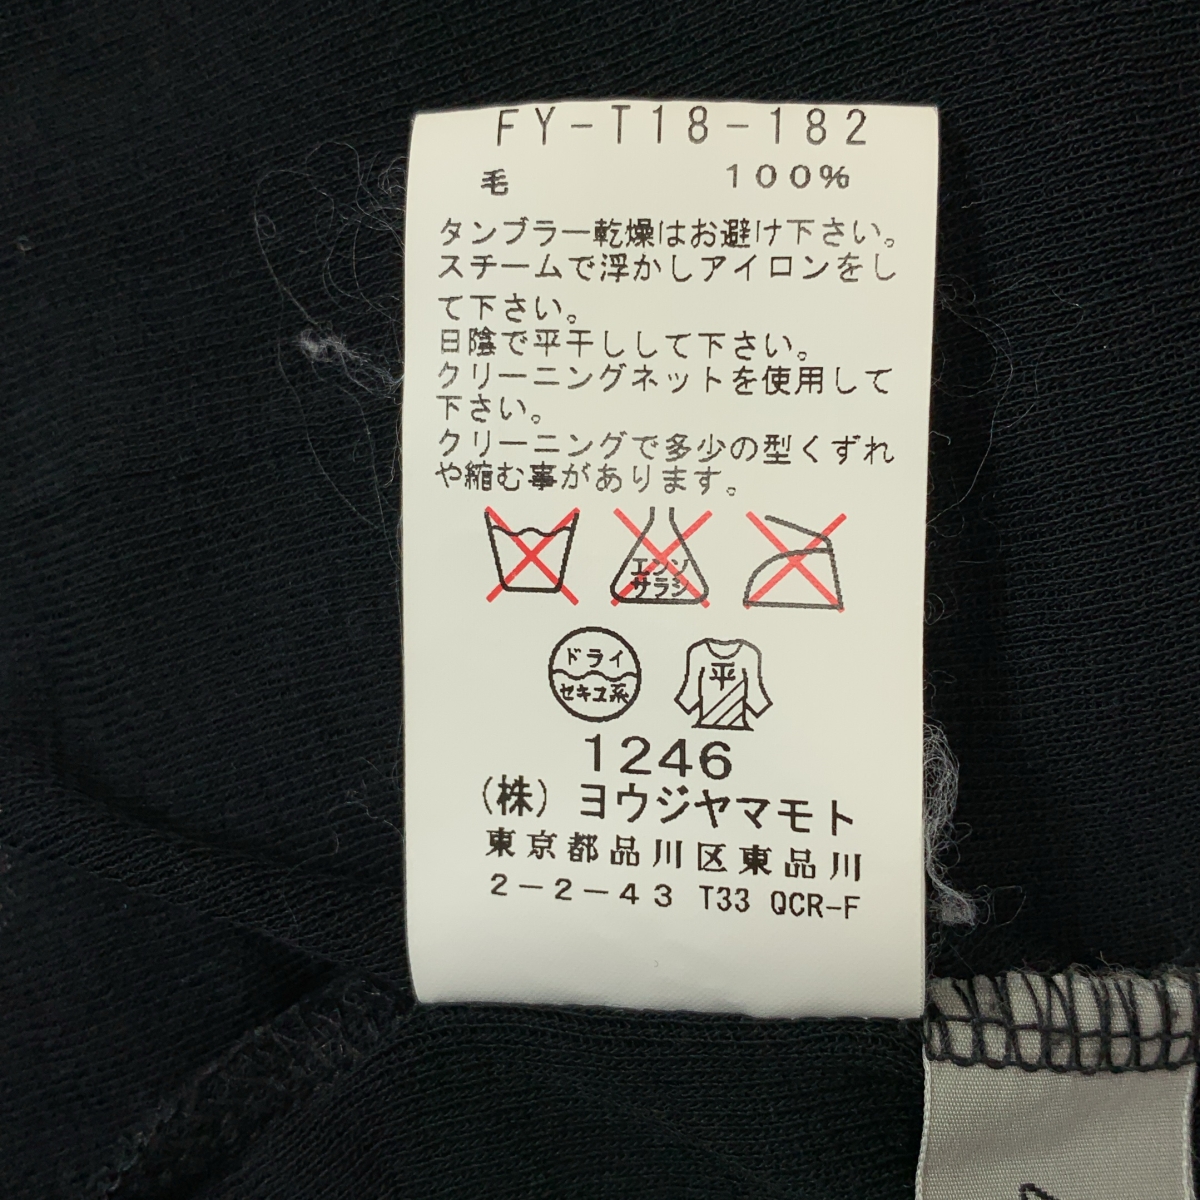 FY-T18-182
毛 100%
タンブラー乾燥はお避け下さい。
スチームで浮かしアイロンをし
て下さい。
日陰で平干しして下さい。
クリーニングネットを使用して
下さい。
クリーニングで多少の型くずれ
や縮む事があります。
エンソ
サラシ
ドライ
セキユ系
平
1246
(株) ヨウジヤマモト
東京都品川区東品川
2-2-43 T33 QCR-F